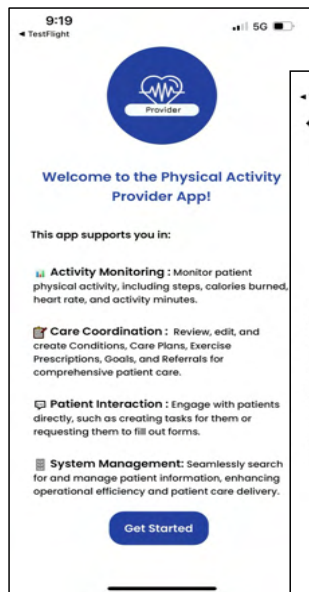 9:19
5G
TestFlight
Provider
Welcome to the Physical Activity
Provider App!
This app supports you in:
Activity Monitoring : Monitor patient
physical activity, including steps, calories burned,
heart rate, and activity minutes.
Care Coordination : Review, edit, and
create Conditions, Care Plans, Exercise
Prescriptions, Goals, and Referrals for
comprehensive patient care.
Patient Interaction : Engage with patients
directly, such as creating tasks for them or
requesting them to fill out forms.
System Management: Seamlessly search
for and manage patient information, enhancing
operational efficiency and patient care delivery.
Get Started